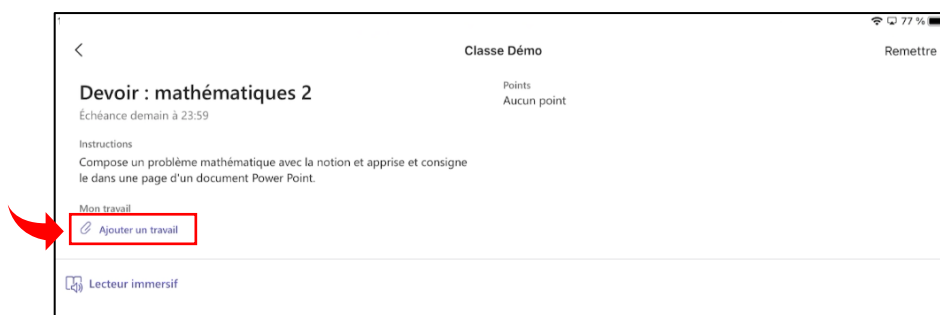 77 %
Classe Démo
Remettre
Devoir : mathématiques 2
Échéance demain à 23:59
Points
Aucun point
Instructions
Compose un problème mathématique avec la notion et apprise et consigne
le dans une page d'un document Power Point.
Mon travail
Ajouter un travail
Lecteur immersif